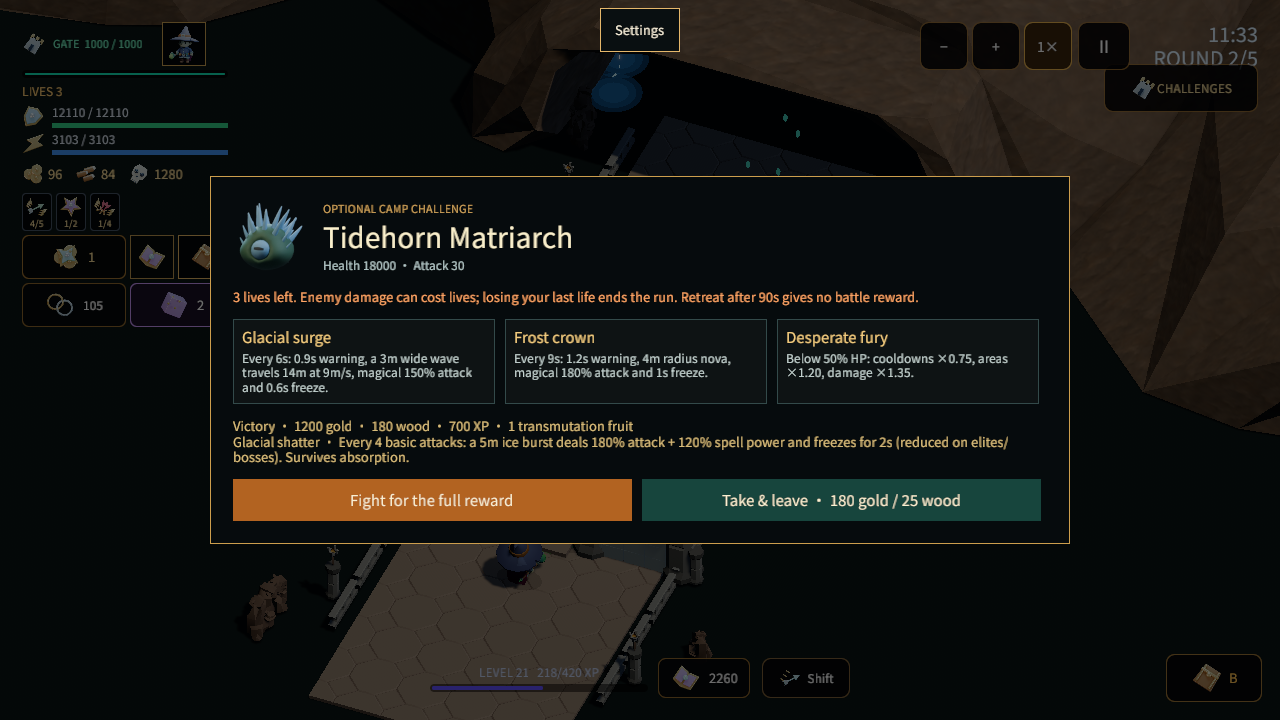 Settings
GATE 1000 / 1000
− + 1×
11:33
ROUND 2/5
CHALLENGES
LIVES 3
12110 / 12110
3103 / 3103
96 84 1280
4/5 1/2 1/4
1
105 2
OPTIONAL CAMP CHALLENGE
Tidehorn Matriarch
Health 18000 • Attack 30
3 lives left. Enemy damage can cost lives; losing your last life ends the run. Retreat after 90s gives no battle reward.
Glacial surge
Every 6s: 0.9s warning, a 3m wide wave
travels 14m at 9m/s, magical 150% attack
and 0.6s freeze.
Frost crown
Every 9s: 1.2s warning, 4m radius nova,
magical 180% attack and 1s freeze.
Desperate fury
Below 50% HP: cooldowns ×0.75, areas
×1.20, damage ×1.35.
Victory • 1200 gold • 180 wood • 700 XP • 1 transmutation fruit
Glacial shatter • Every 4 basic attacks: a 5m ice burst deals 180% attack + 120% spell power and freezes for 2s (reduced on elites/
bosses). Survives absorption.
Fight for the full reward
Take & leave • 180 gold / 25 wood
LEVEL 21 218/420 XP
2260
Shift
B